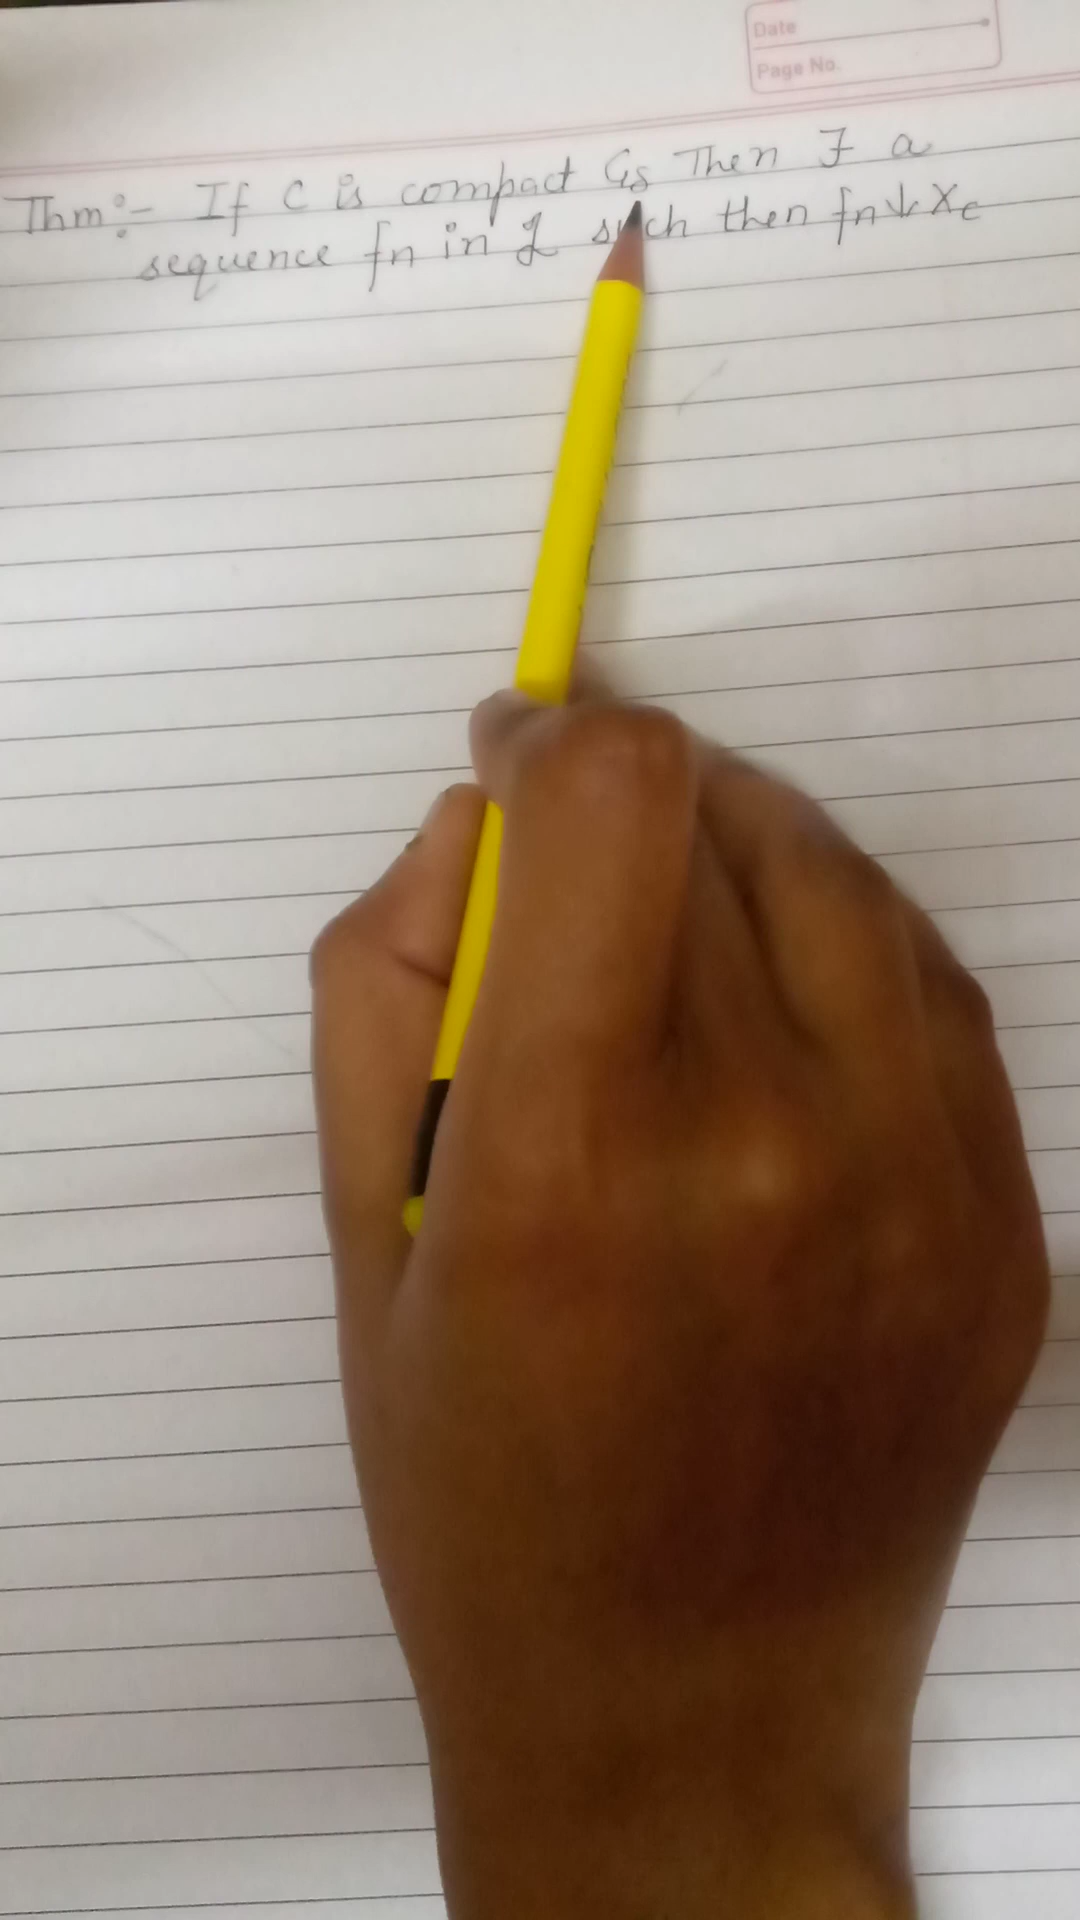 Date
Page No.
Thm:- If C is compact Gδ Then ∃ a
sequence fn in L such then fn↓χc